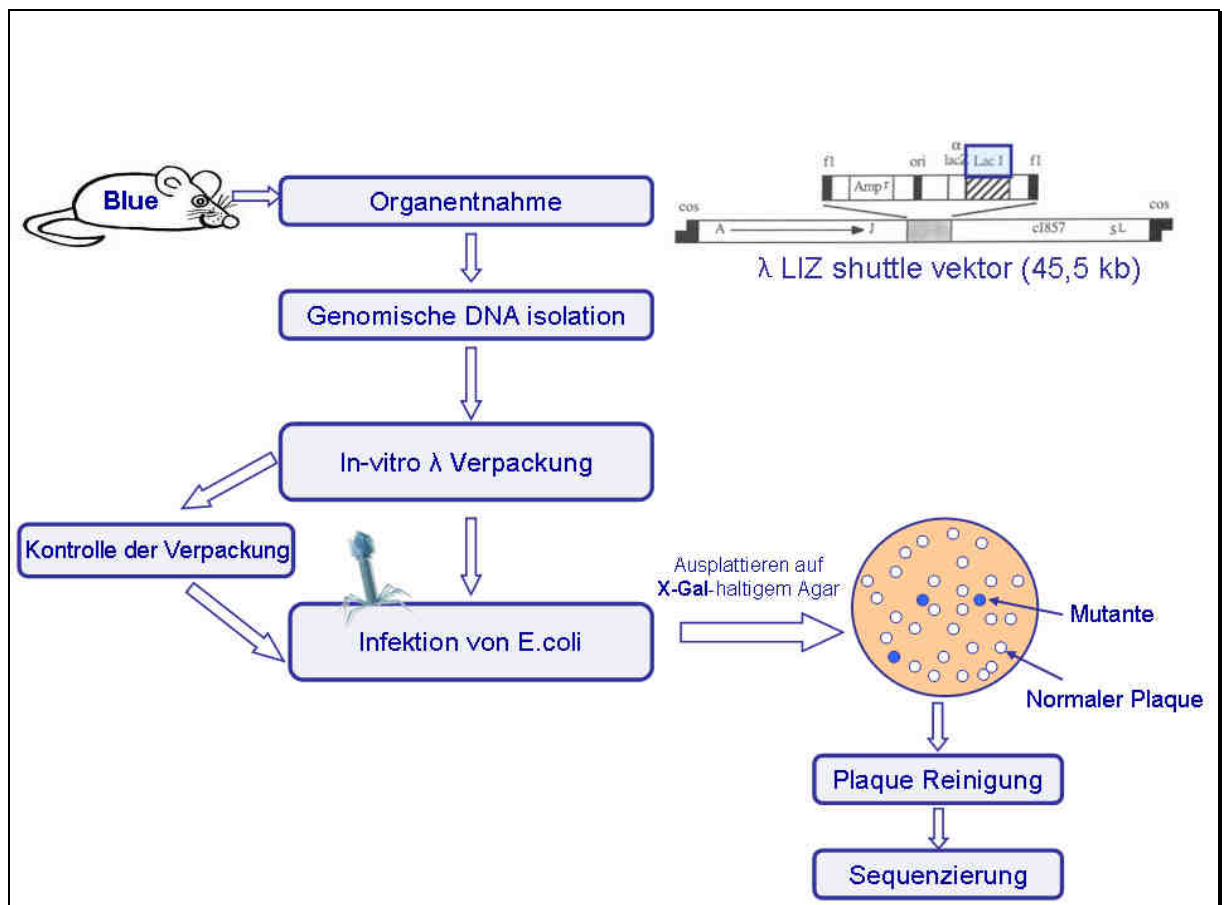 Blue
Organentnahme
Genomische DNA isolation
In-vitro λ Verpackung
Kontrolle der Verpackung
Infektion von E.coli
f1 ori α lacZ Lac I f1
Amp r
cos cos
A J cI857 S L
λ LIZ shuttle vektor (45,5 kb)
Ausplattieren auf
X-Gal-haltigem Agar
Mutante
Normaler Plaque
Plaque Reinigung
Sequenzierung